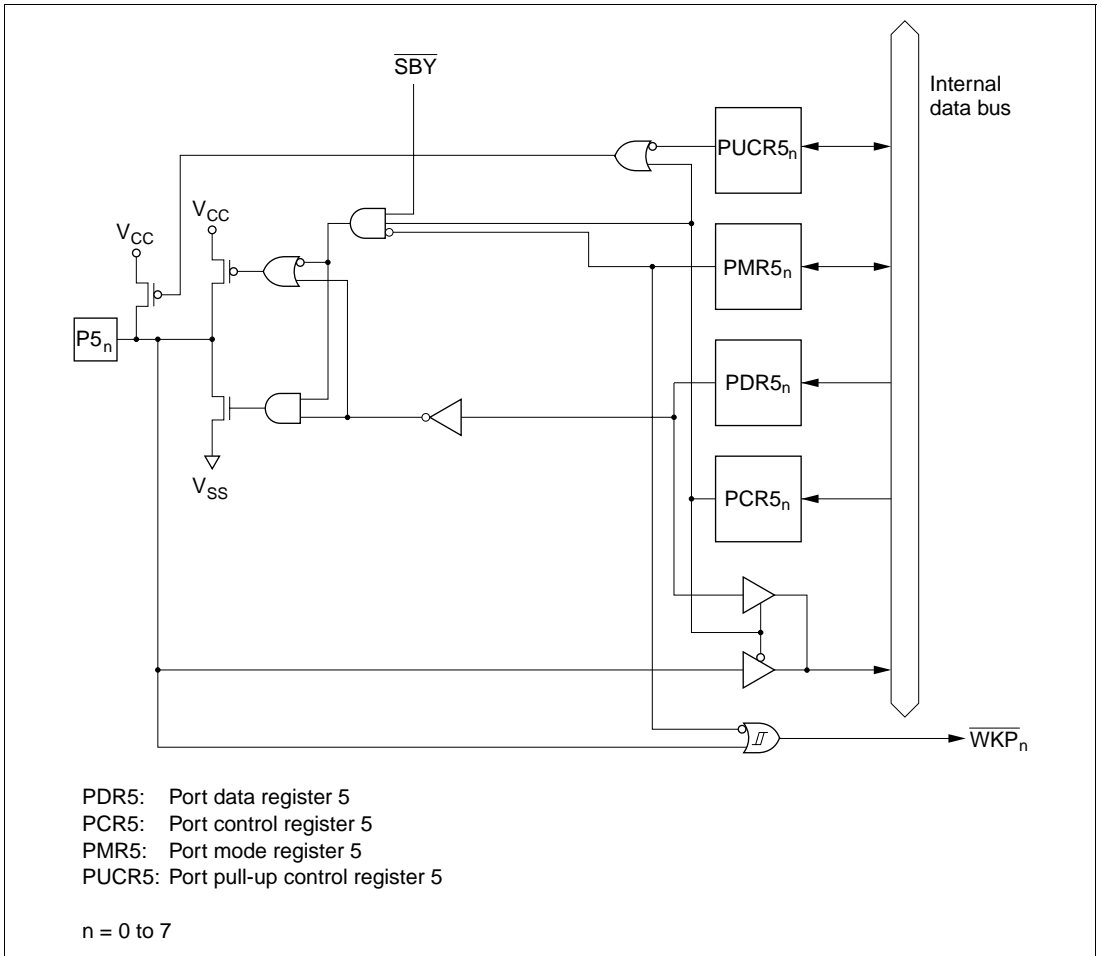 SBY
Internal
data bus
PUCR5n
VCC
VCC
PMR5n
P5n
PDR5n
PCR5n
VSS
WKPn
PDR5: Port data register 5
PCR5: Port control register 5
PMR5: Port mode register 5
PUCR5: Port pull-up control register 5
n = 0 to 7